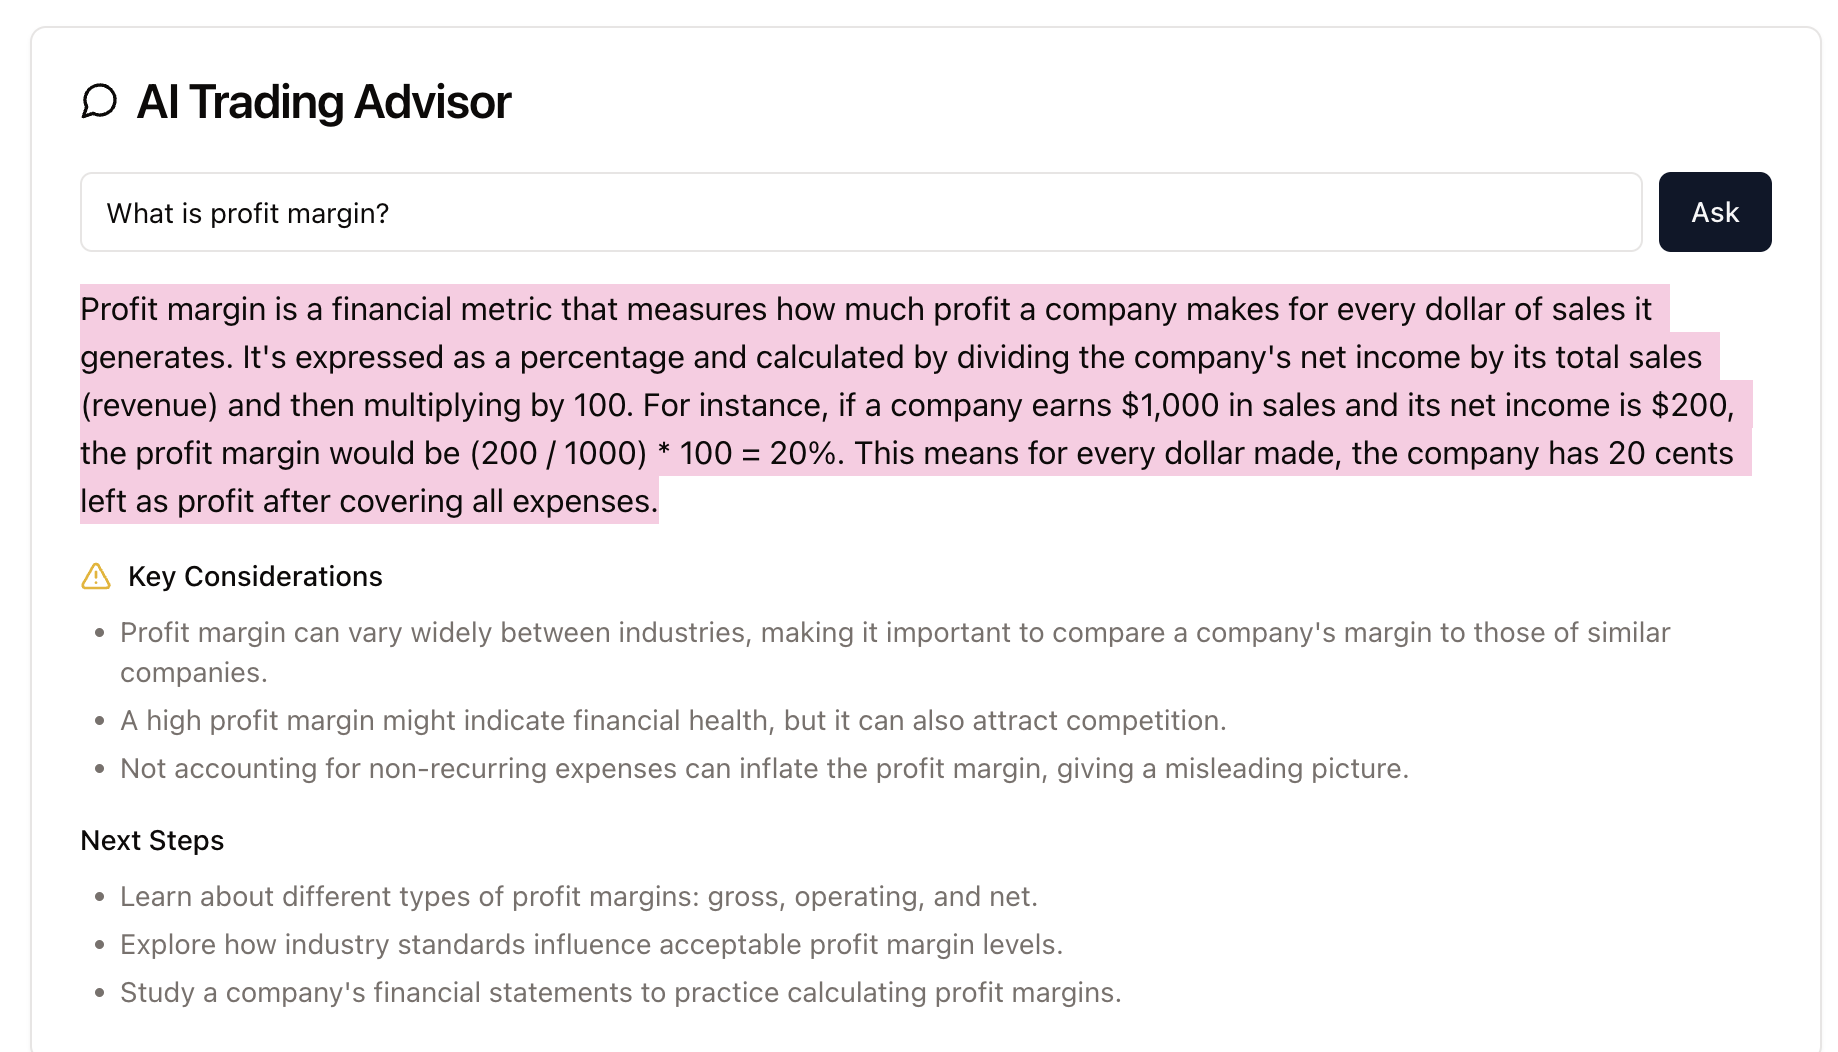 AI Trading Advisor
What is profit margin?
Ask
Profit margin is a financial metric that measures how much profit a company makes for every dollar of sales it
generates. It's expressed as a percentage and calculated by dividing the company's net income by its total sales
(revenue) and then multiplying by 100. For instance, if a company earns $1,000 in sales and its net income is $200,
the profit margin would be (200 / 1000) * 100 = 20%. This means for every dollar made, the company has 20 cents
left as profit after covering all expenses.
Key Considerations
• Profit margin can vary widely between industries, making it important to compare a company's margin to those of similar
companies.
• A high profit margin might indicate financial health, but it can also attract competition.
• Not accounting for non-recurring expenses can inflate the profit margin, giving a misleading picture.
Next Steps
• Learn about different types of profit margins: gross, operating, and net.
• Explore how industry standards influence acceptable profit margin levels.
• Study a company's financial statements to practice calculating profit margins.